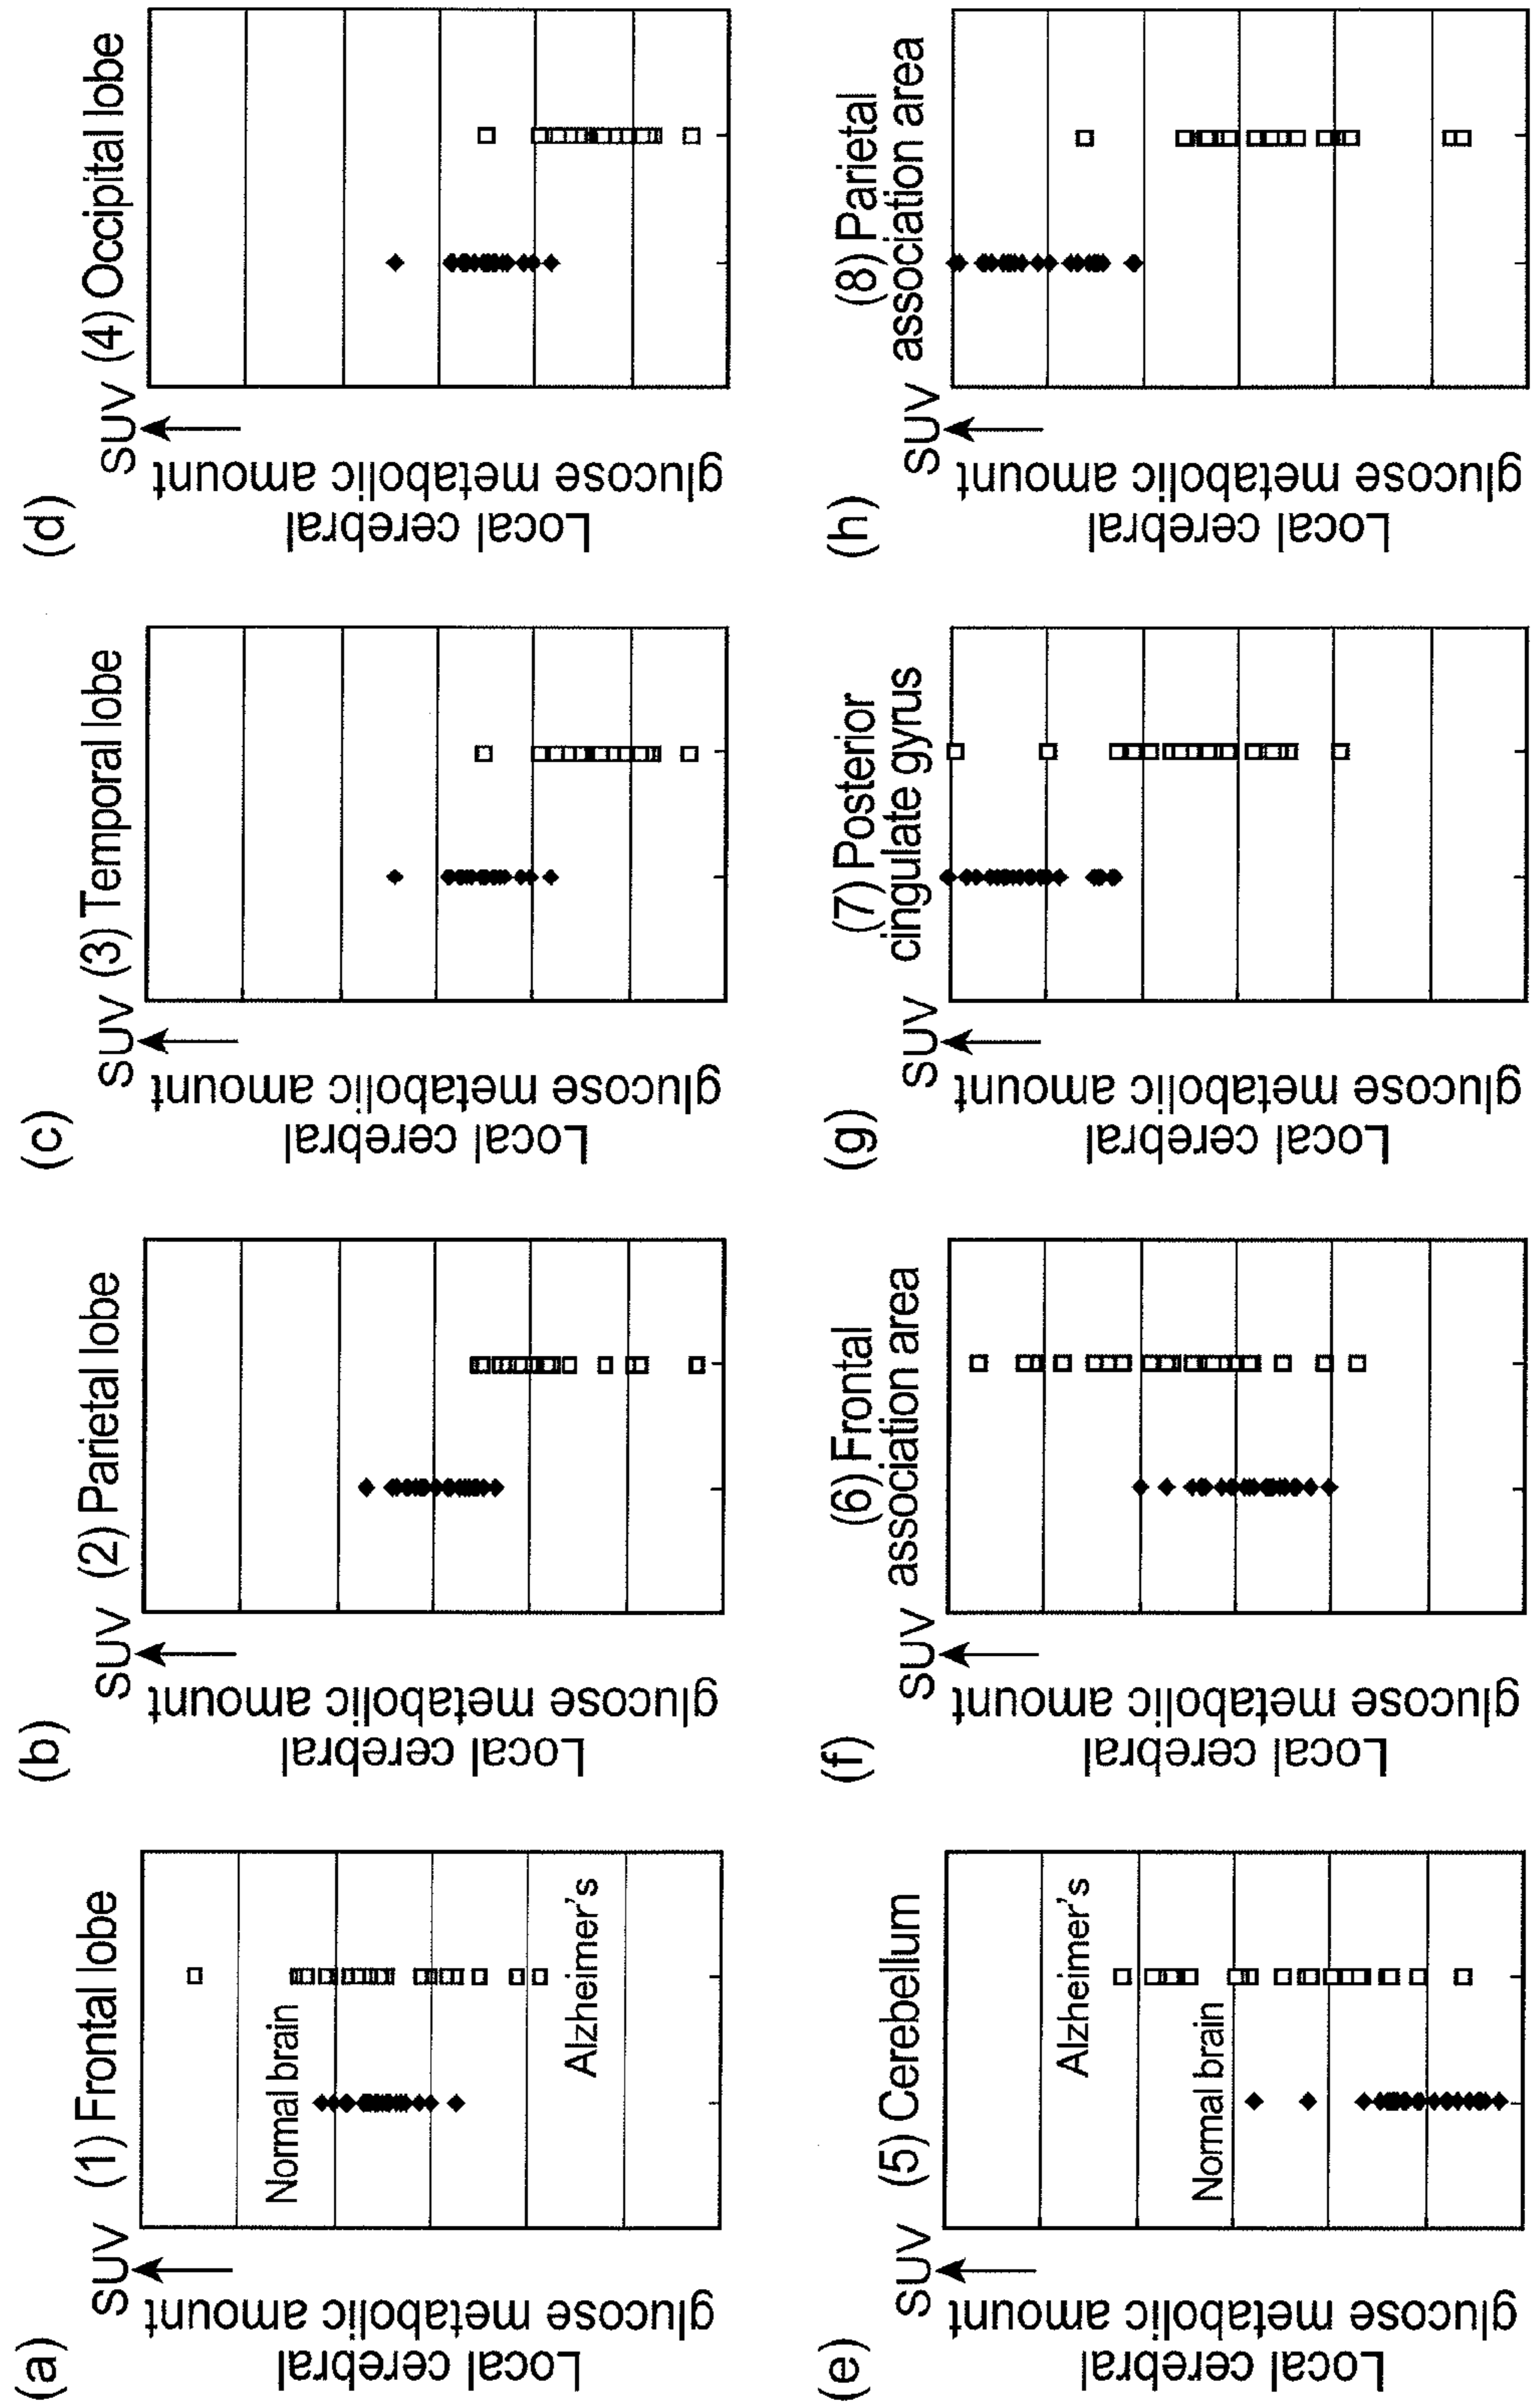 (a)
SUV (1) Frontal lobe
Local cerebral
glucose metabolic amount
Normal brain
Alzheimer's
(b)
SUV (2) Parietal lobe
Local cerebral
glucose metabolic amount
(c)
SUV (3) Temporal lobe
Local cerebral
glucose metabolic amount
(d)
SUV (4) Occipital lobe
Local cerebral
glucose metabolic amount
(e)
SUV (5) Cerebellum
Local cerebral
glucose metabolic amount
Alzheimer's
Normal brain
(f)
(6) Frontal
SUV association area
Local cerebral
glucose metabolic amount
(g)
(7) Posterior
SUV cingulate gyrus
Local cerebral
glucose metabolic amount
(h)
(8) Parietal
SUV association area
Local cerebral
glucose metabolic amount